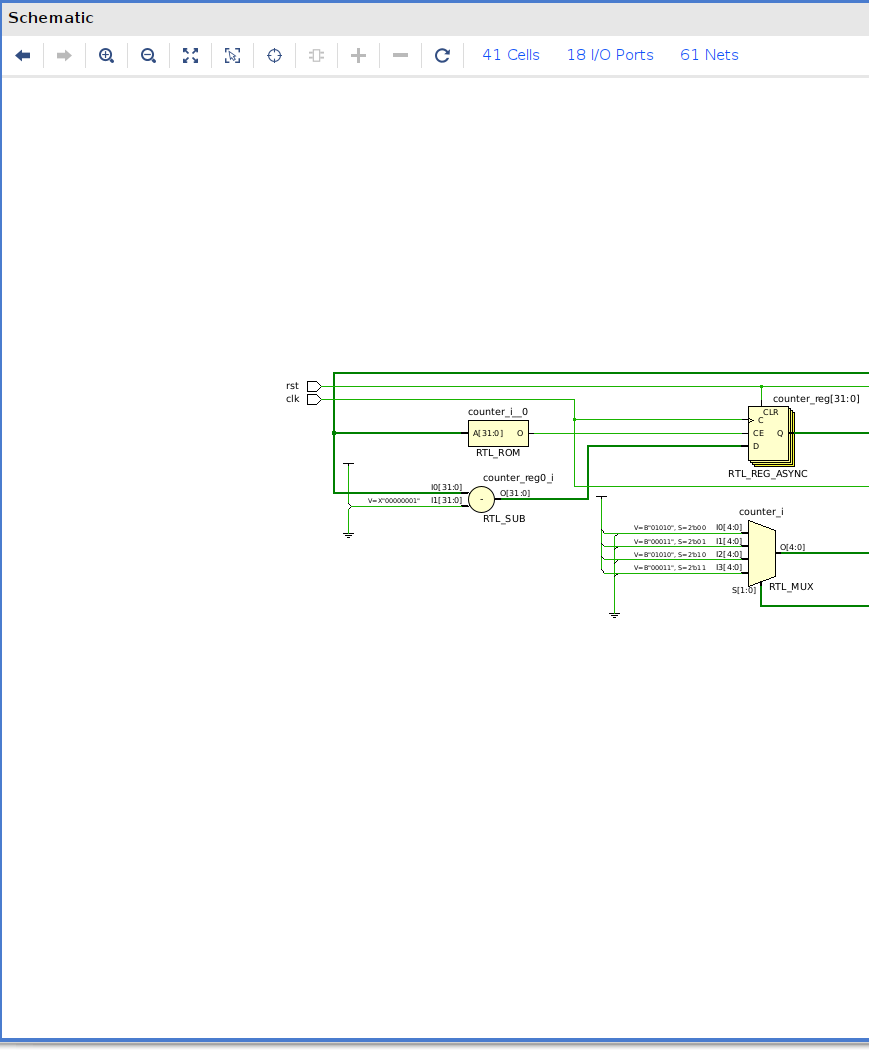 Schematic
41 Cells 18 I/O Ports 61 Nets
rst
clk
counter_i__0
A[31:0] O
RTL_ROM
counter_reg[31:0]
CLR
C
CE Q
D
RTL_REG_ASYNC
counter_reg0_i
I0[31:0]
V=X"00000001" I1[31:0]
O[31:0]
-
RTL_SUB
counter_i
V=B"01010", S=2'b00 I0[4:0]
V=B"00011", S=2'b01 I1[4:0]
V=B"01010", S=2'b10 I2[4:0]
V=B"00011", S=2'b11 I3[4:0]
O[4:0]
S[1:0]
RTL_MUX